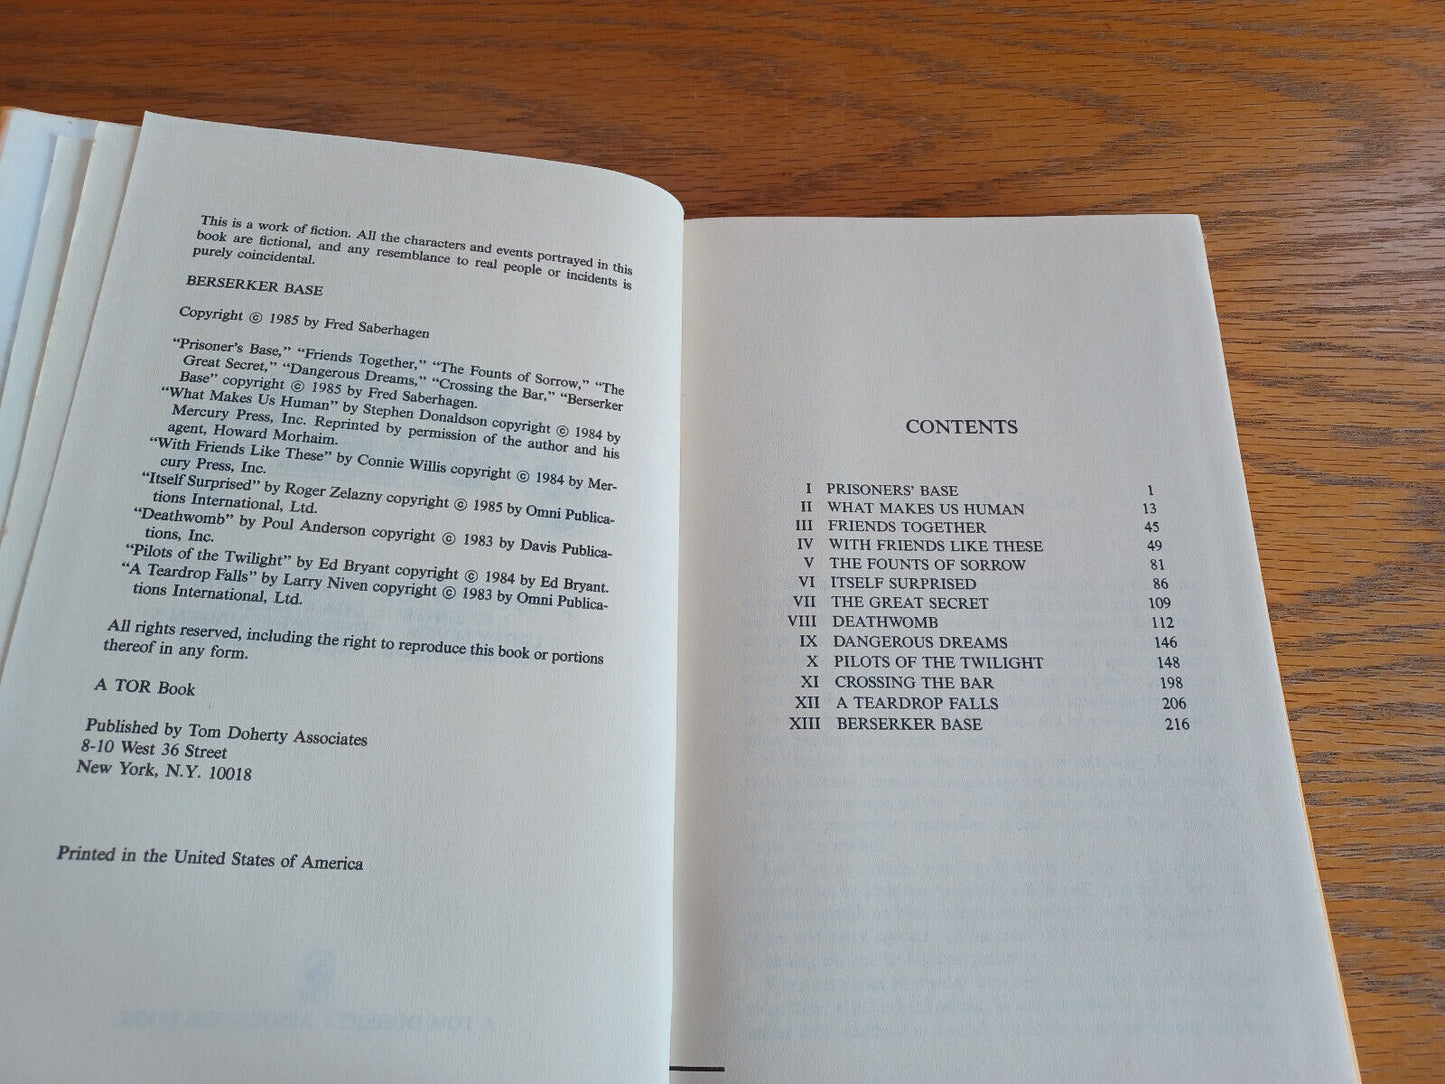 This is a work of fiction. All the characters and events portrayed in this
book are fictional, and any resemblance to real people or incidents is
purely coincidental.
BERSERKER BASE
Copyright © 1985 by Fred Saberhagen
“Prisoner's Base,” “Friends Together,” “The Founts of Sorrow,” “The
Great Secret,” “Dangerous Dreams,” “Crossing the Bar,” “Berserker
Base” copyright © 1985 by Fred Saberhagen.
“What Makes Us Human” by Stephen Donaldson copyright © 1984 by
Mercury Press, Inc. Reprinted by permission of the author and his
agent, Howard Morhaim.
“With Friends Like These” by Connie Willis copyright © 1984 by Mer-
cury Press, Inc.
“Itself Surprised” by Roger Zelazny copyright © 1985 by Omni Publica-
tions International, Ltd.
“Deathwomb” by Poul Anderson copyright © 1983 by Davis Publica-
tions, Inc.
“Pilots of the Twilight” by Ed Bryant copyright © 1984 by Ed Bryant.
“A Teardrop Falls” by Larry Niven copyright © 1983 by Omni Publica-
tions International, Ltd.
All rights reserved, including the right to reproduce this book or portions
thereof in any form.
A TOR Book
Published by Tom Doherty Associates
8-10 West 36 Street
New York, N.Y. 10018
Printed in the United States of America
CONTENTS
I PRISONERS' BASE 1
II WHAT MAKES US HUMAN 13
III FRIENDS TOGETHER 45
IV WITH FRIENDS LIKE THESE 49
V THE FOUNTS OF SORROW 81
VI ITSELF SURPRISED 86
VII THE GREAT SECRET 109
VIII DEATHWOMB 112
IX DANGEROUS DREAMS 146
X PILOTS OF THE TWILIGHT 148
XI CROSSING THE BAR 198
XII A TEARDROP FALLS 206
XIII BERSERKER BASE 216